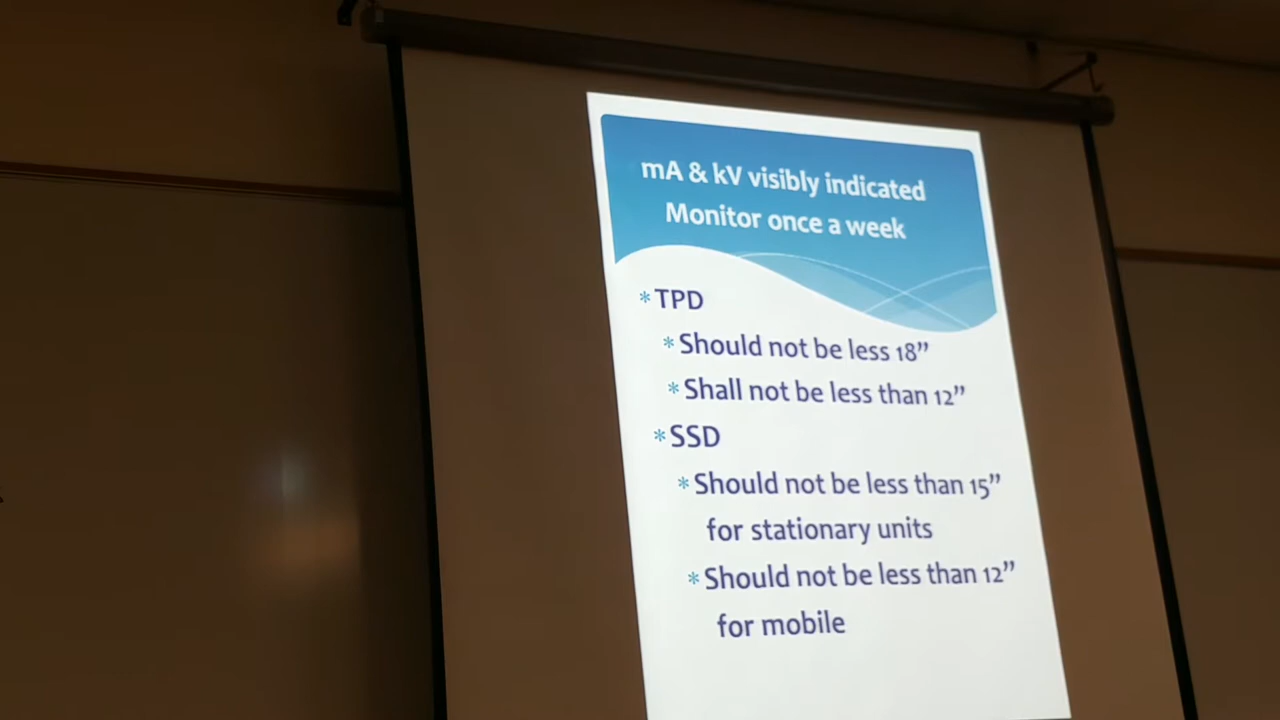 mA & kV visibly indicated
Monitor once a week
* TPD
* Should not be less 18”
* Shall not be less than 12”
* SSD
* Should not be less than 15”
for stationary units
* Should not be less than 12”
for mobile